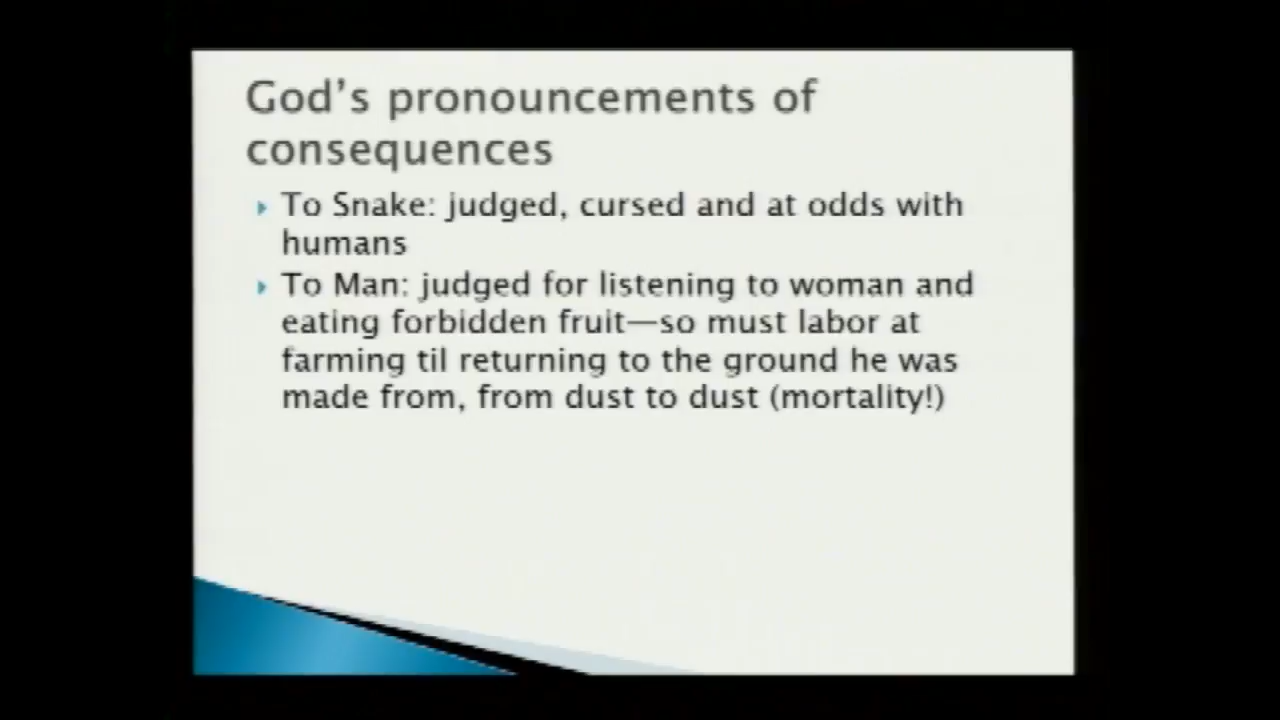 God's pronouncements of
consequences
To Snake: judged, cursed and at odds with
humans
To Man: judged for listening to woman and
eating forbidden fruit—so must labor at
farming til returning to the ground he was
made from, from dust to dust (mortality!)